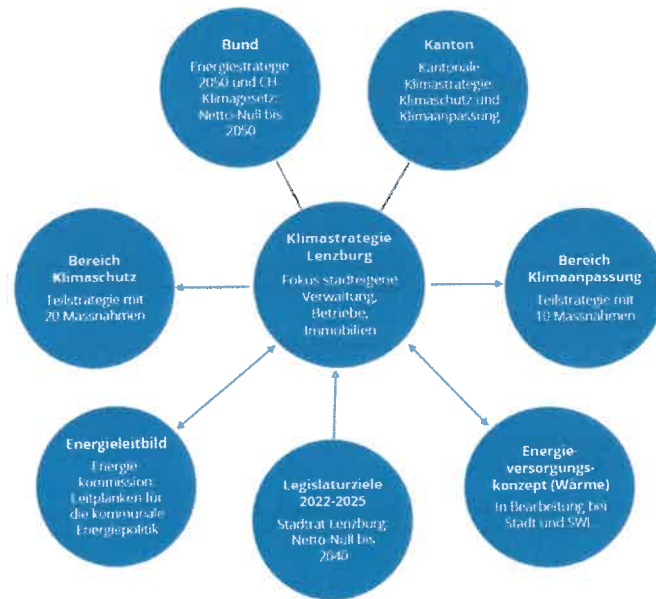 Bund
Energiestrategie
2050 und CH-
Klimagesetz:
Netto-Null bis
2050
Kanton
Kantonale
Klimastrategie:
Klimaschutz und
Klimaanpassung
Klimastrategie
Lenzburg
Fokus stadteigene
Verwaltung,
Betriebe,
Immobilien
Bereich
Klimaschutz
Teilstrategie mit
20 Massnahmen
Bereich
Klimaanpassung
Teilstrategie mit
10 Massnahmen
Energieleitbild
Energie
kommission:
Leitplanken für
die kommunale
Energiepolitik
Legislaturziele
2022-2025
Stadtrat Lenzburg:
Netto-Null bis
2040
Energie-
versorgungs-
konzept (Wärme)
In Bearbeitung bei
Stadt und SWL